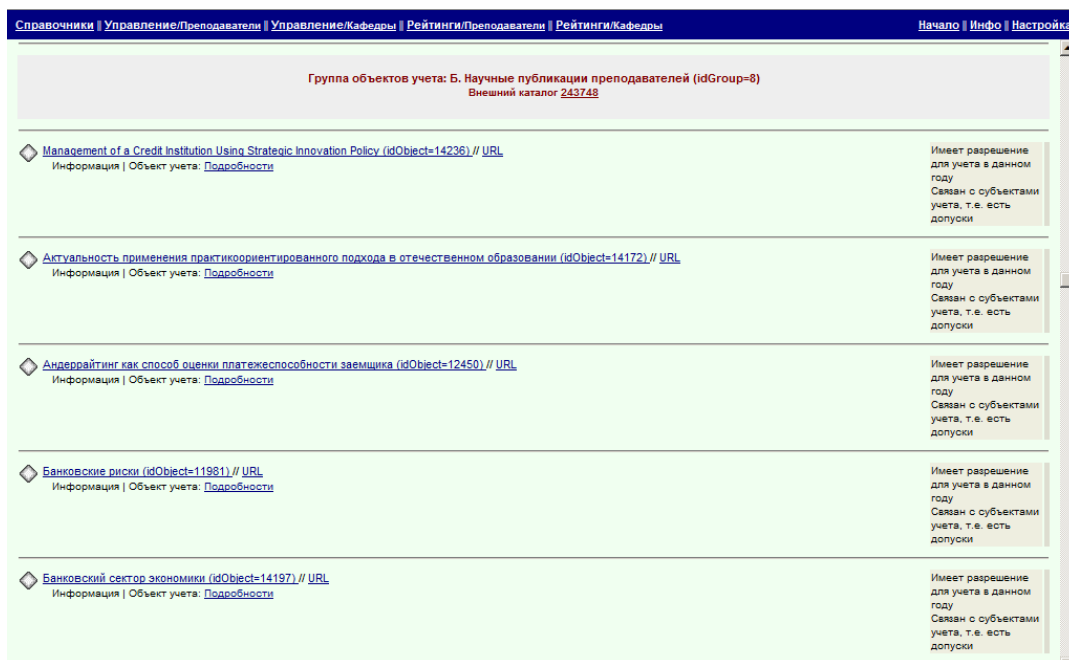 Справочники || Управление/Преподаватели || Управление/Кафедры || Рейтинги/Преподаватели || Рейтинги/Кафедры
Начало || Инфо || Настройка
Группа объектов учета: Б. Научные публикации преподавателей (idGroup=8)
Внешний каталог 243748
Management of a Credit Institution Using Strategic Innovation Policy (idObject=14236) // URL
Информация | Объект учета: Подробности
Имеет разрешение
для учета в данном
году
Связан с субъектами
учета, т.е. есть
допуски
Актуальность применения практикоориентированного подхода в отечественном образовании (idObject=14172) // URL
Информация | Объект учета: Подробности
Имеет разрешение
для учета в данном
году
Связан с субъектами
учета, т.е. есть
допуски
Андеррайтинг как способ оценки платежеспособности заемщика (idObject=12450) // URL
Информация | Объект учета: Подробности
Имеет разрешение
для учета в данном
году
Связан с субъектами
учета, т.е. есть
допуски
Банковские риски (idObject=11981) // URL
Информация | Объект учета: Подробности
Имеет разрешение
для учета в данном
году
Связан с субъектами
учета, т.е. есть
допуски
Банковский сектор экономики (idObject=14197) // URL
Информация | Объект учета: Подробности
Имеет разрешение
для учета в данном
году
Связан с субъектами
учета, т.е. есть
допуски